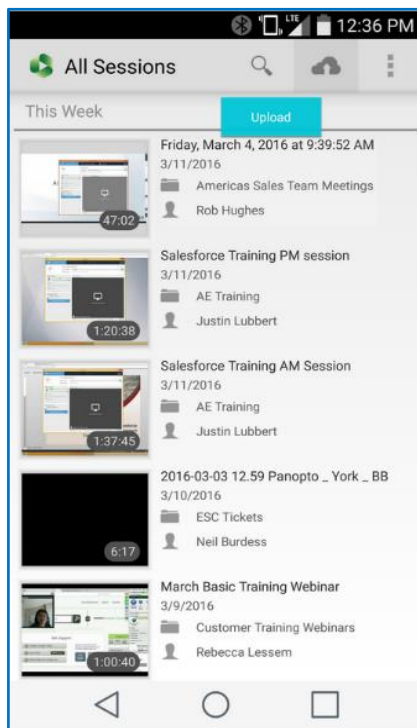 LTE 12:36 PM
All Sessions
This Week
Upload
Friday, March 4, 2016 at 9:39:52 AM
3/11/2016
Americas Sales Team Meetings
Rob Hughes
47:02
Salesforce Training PM session
3/11/2016
AE Training
Justin Lubbert
1:20:38
Salesforce Training AM Session
3/11/2016
AE Training
Justin Lubbert
1:37:45
2016-03-03 12.59 Panopto _ York _ BB
3/10/2016
ESC Tickets
Neil Burdess
6:17
March Basic Training Webinar
3/9/2016
Customer Training Webinars
Rebecca Lessem
1:00:40